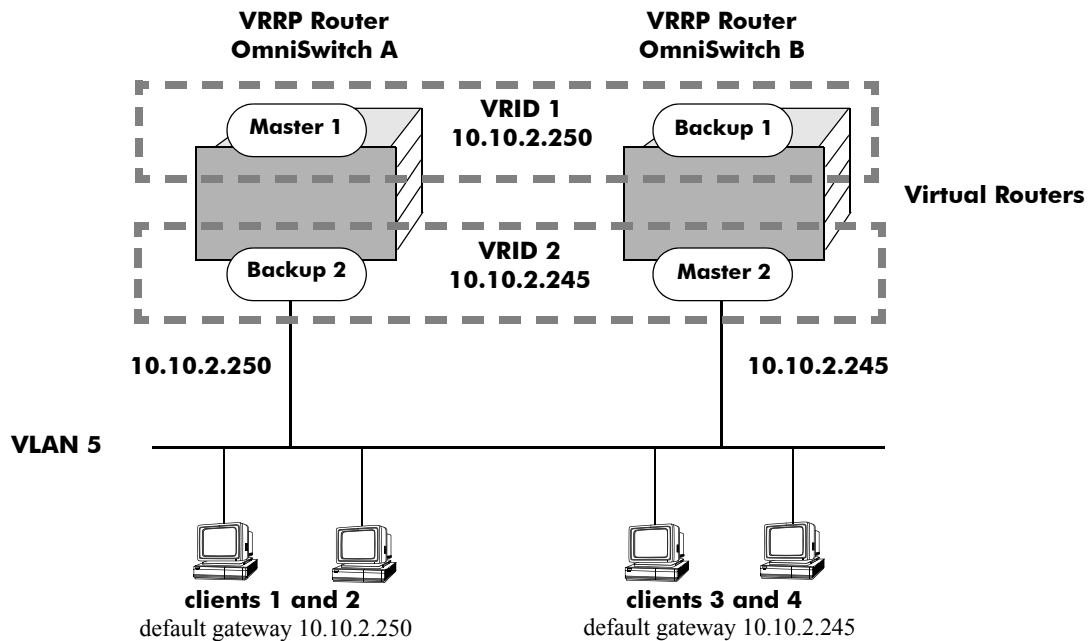 VRRP Router
OmniSwitch A
VRRP Router
OmniSwitch B
VRID 1
10.10.2.250
Master 1
Backup 1
Virtual Routers
VRID 2
10.10.2.245
Backup 2
Master 2
10.10.2.250
10.10.2.245
VLAN 5
clients 1 and 2
default gateway 10.10.2.250
clients 3 and 4
default gateway 10.10.2.245